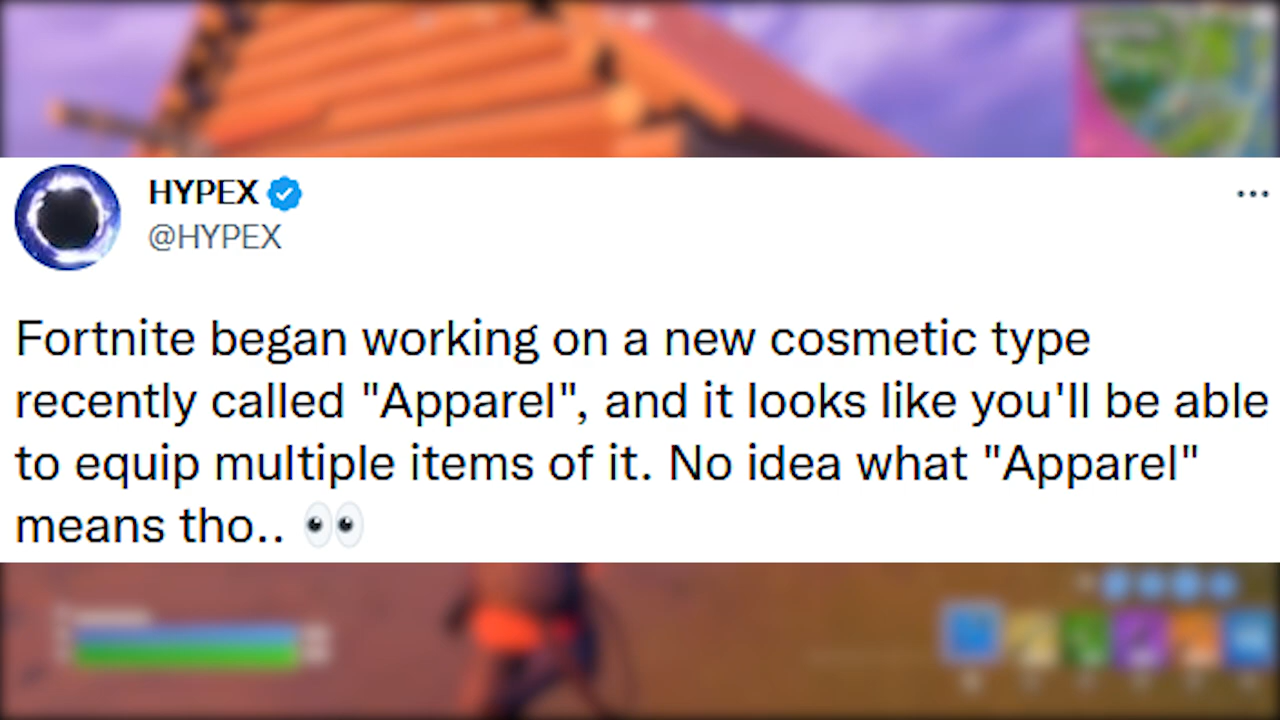 HYPEX
@HYPEX
Fortnite began working on a new cosmetic type
recently called "Apparel", and it looks like you'll be able
to equip multiple items of it. No idea what "Apparel"
means tho.. 👀